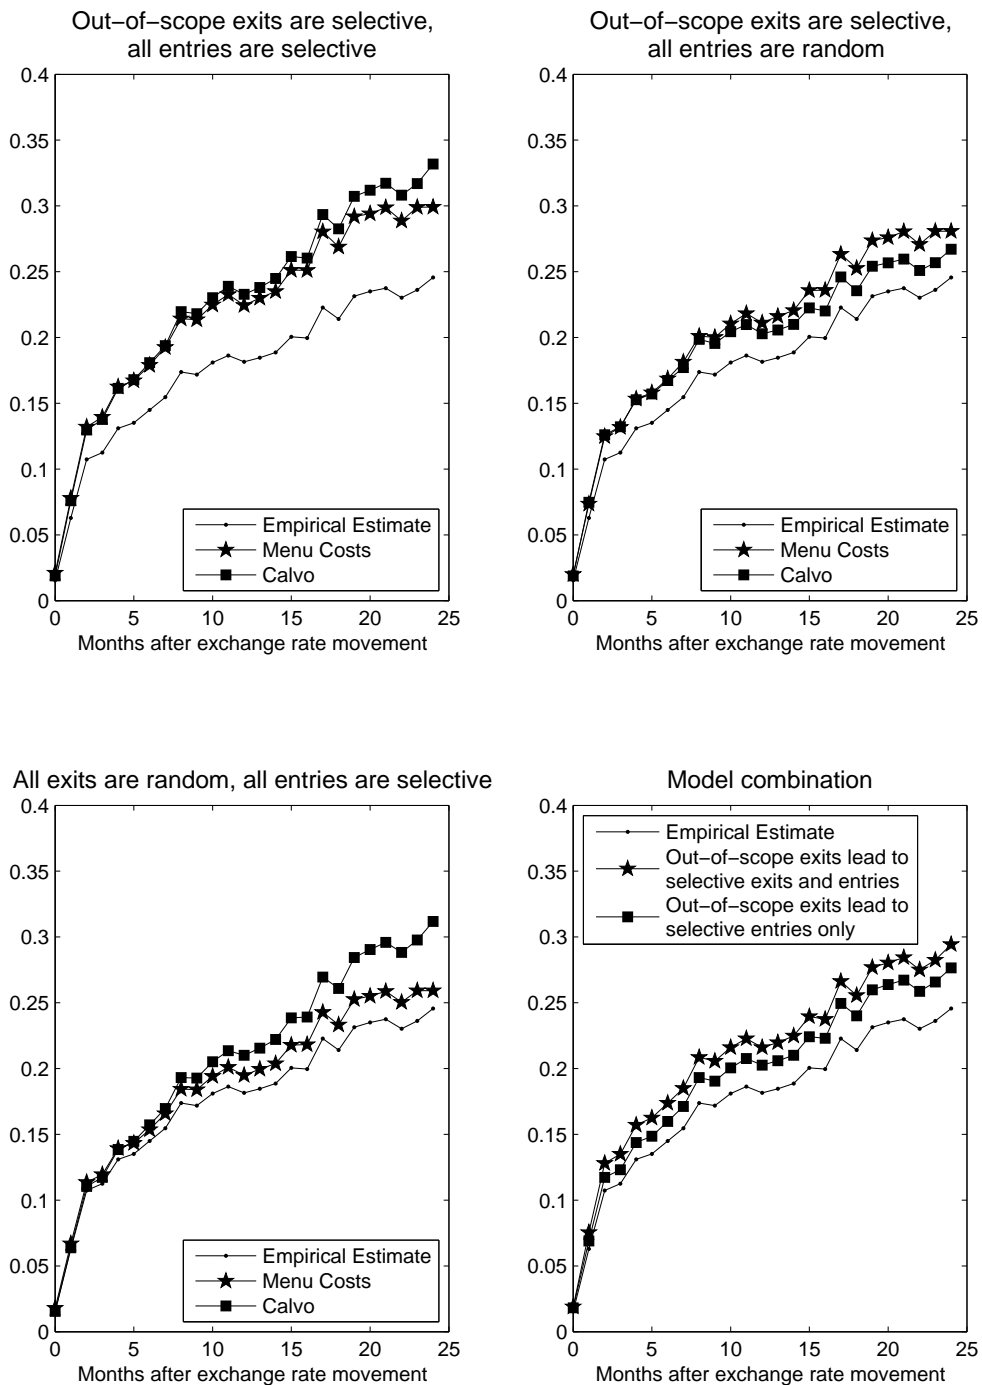 Out−of−scope exits are selective,
all entries are selective
0.4
0.35
0.3
0.25
0.2
0.15
0.1
0.05
0
Empirical Estimate
Menu Costs
Calvo
0 5 10 15 20 25
Months after exchange rate movement
Out−of−scope exits are selective,
all entries are random
0.4
0.35
0.3
0.25
0.2
0.15
0.1
0.05
0
Empirical Estimate
Menu Costs
Calvo
0 5 10 15 20 25
Months after exchange rate movement
All exits are random, all entries are selective
0.4
0.35
0.3
0.25
0.2
0.15
0.1
0.05
0
Empirical Estimate
Menu Costs
Calvo
0 5 10 15 20 25
Months after exchange rate movement
Model combination
0.4
0.35
0.3
0.25
0.2
0.15
0.1
0.05
0
Empirical Estimate
Out−of−scope exits lead to
selective exits and entries
Out−of−scope exits lead to
selective entries only
0 5 10 15 20 25
Months after exchange rate movement